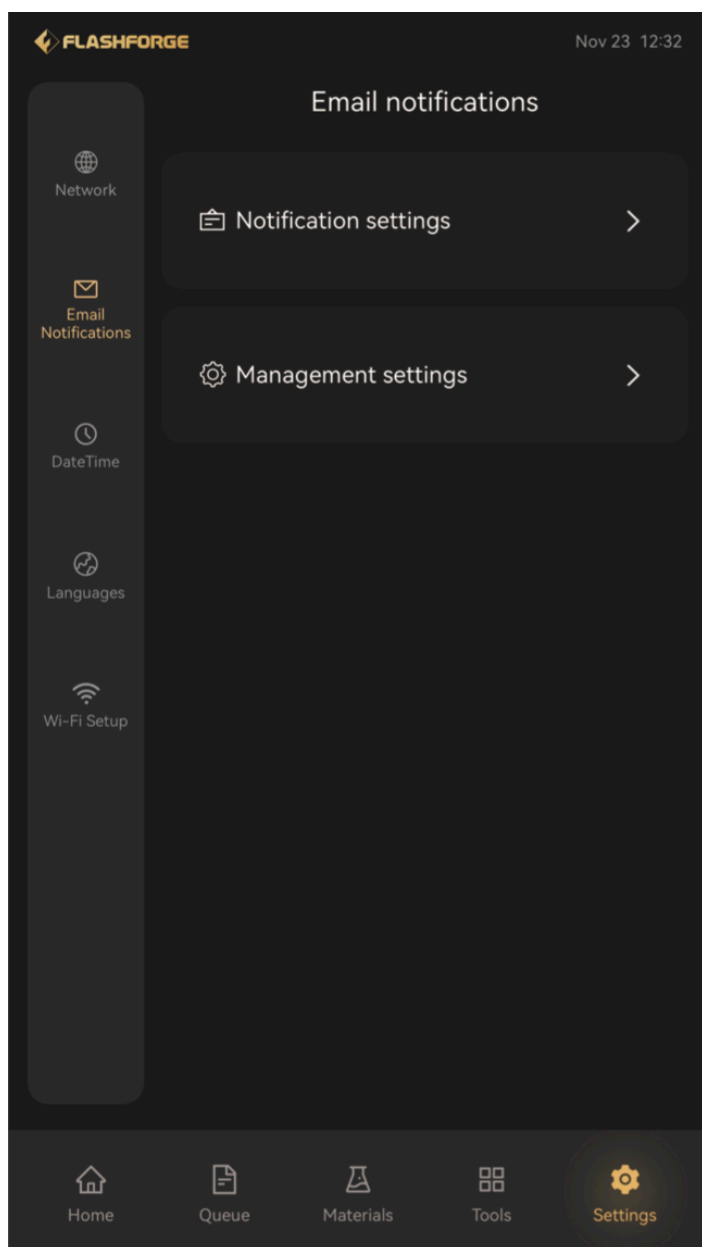 FLASHFORGE
Nov 23 12:32
Email notifications
Network
Notification settings
Email
Notifications
Management settings
DateTime
Languages
Wi-Fi Setup
Home
Queue
Materials
Tools
Settings